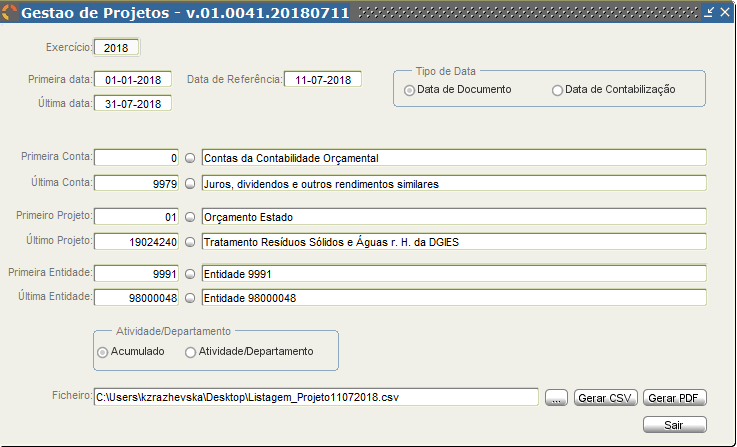 Gestao de Projetos - v.01.0041.20180711
Exercício: 2018
Primeira data: 01-01-2018 Data de Referência: 11-07-2018
Última data: 31-07-2018
Tipo de Data
Data de Documento Data de Contabilização
Primeira Conta: 0 Contas da Contabilidade Orçamental
Última Conta: 9979 Juros, dividendos e outros rendimentos similares
Primeiro Projeto: 01 Orçamento Estado
Último Projeto: 19024240 Tratamento Resíduos Sólidos e Águas r. H. da DGIES
Primeira Entidade: 9991 Entidade 9991
Última Entidade: 98000048 Entidade 98000048
Atividade/Departamento
Acumulado Atividade/Departamento
Ficheiro: C:\Users\kzrazhevska\Desktop\Listagem_Projeto11072018.csv ... Gerar CSV Gerar PDF
Sair